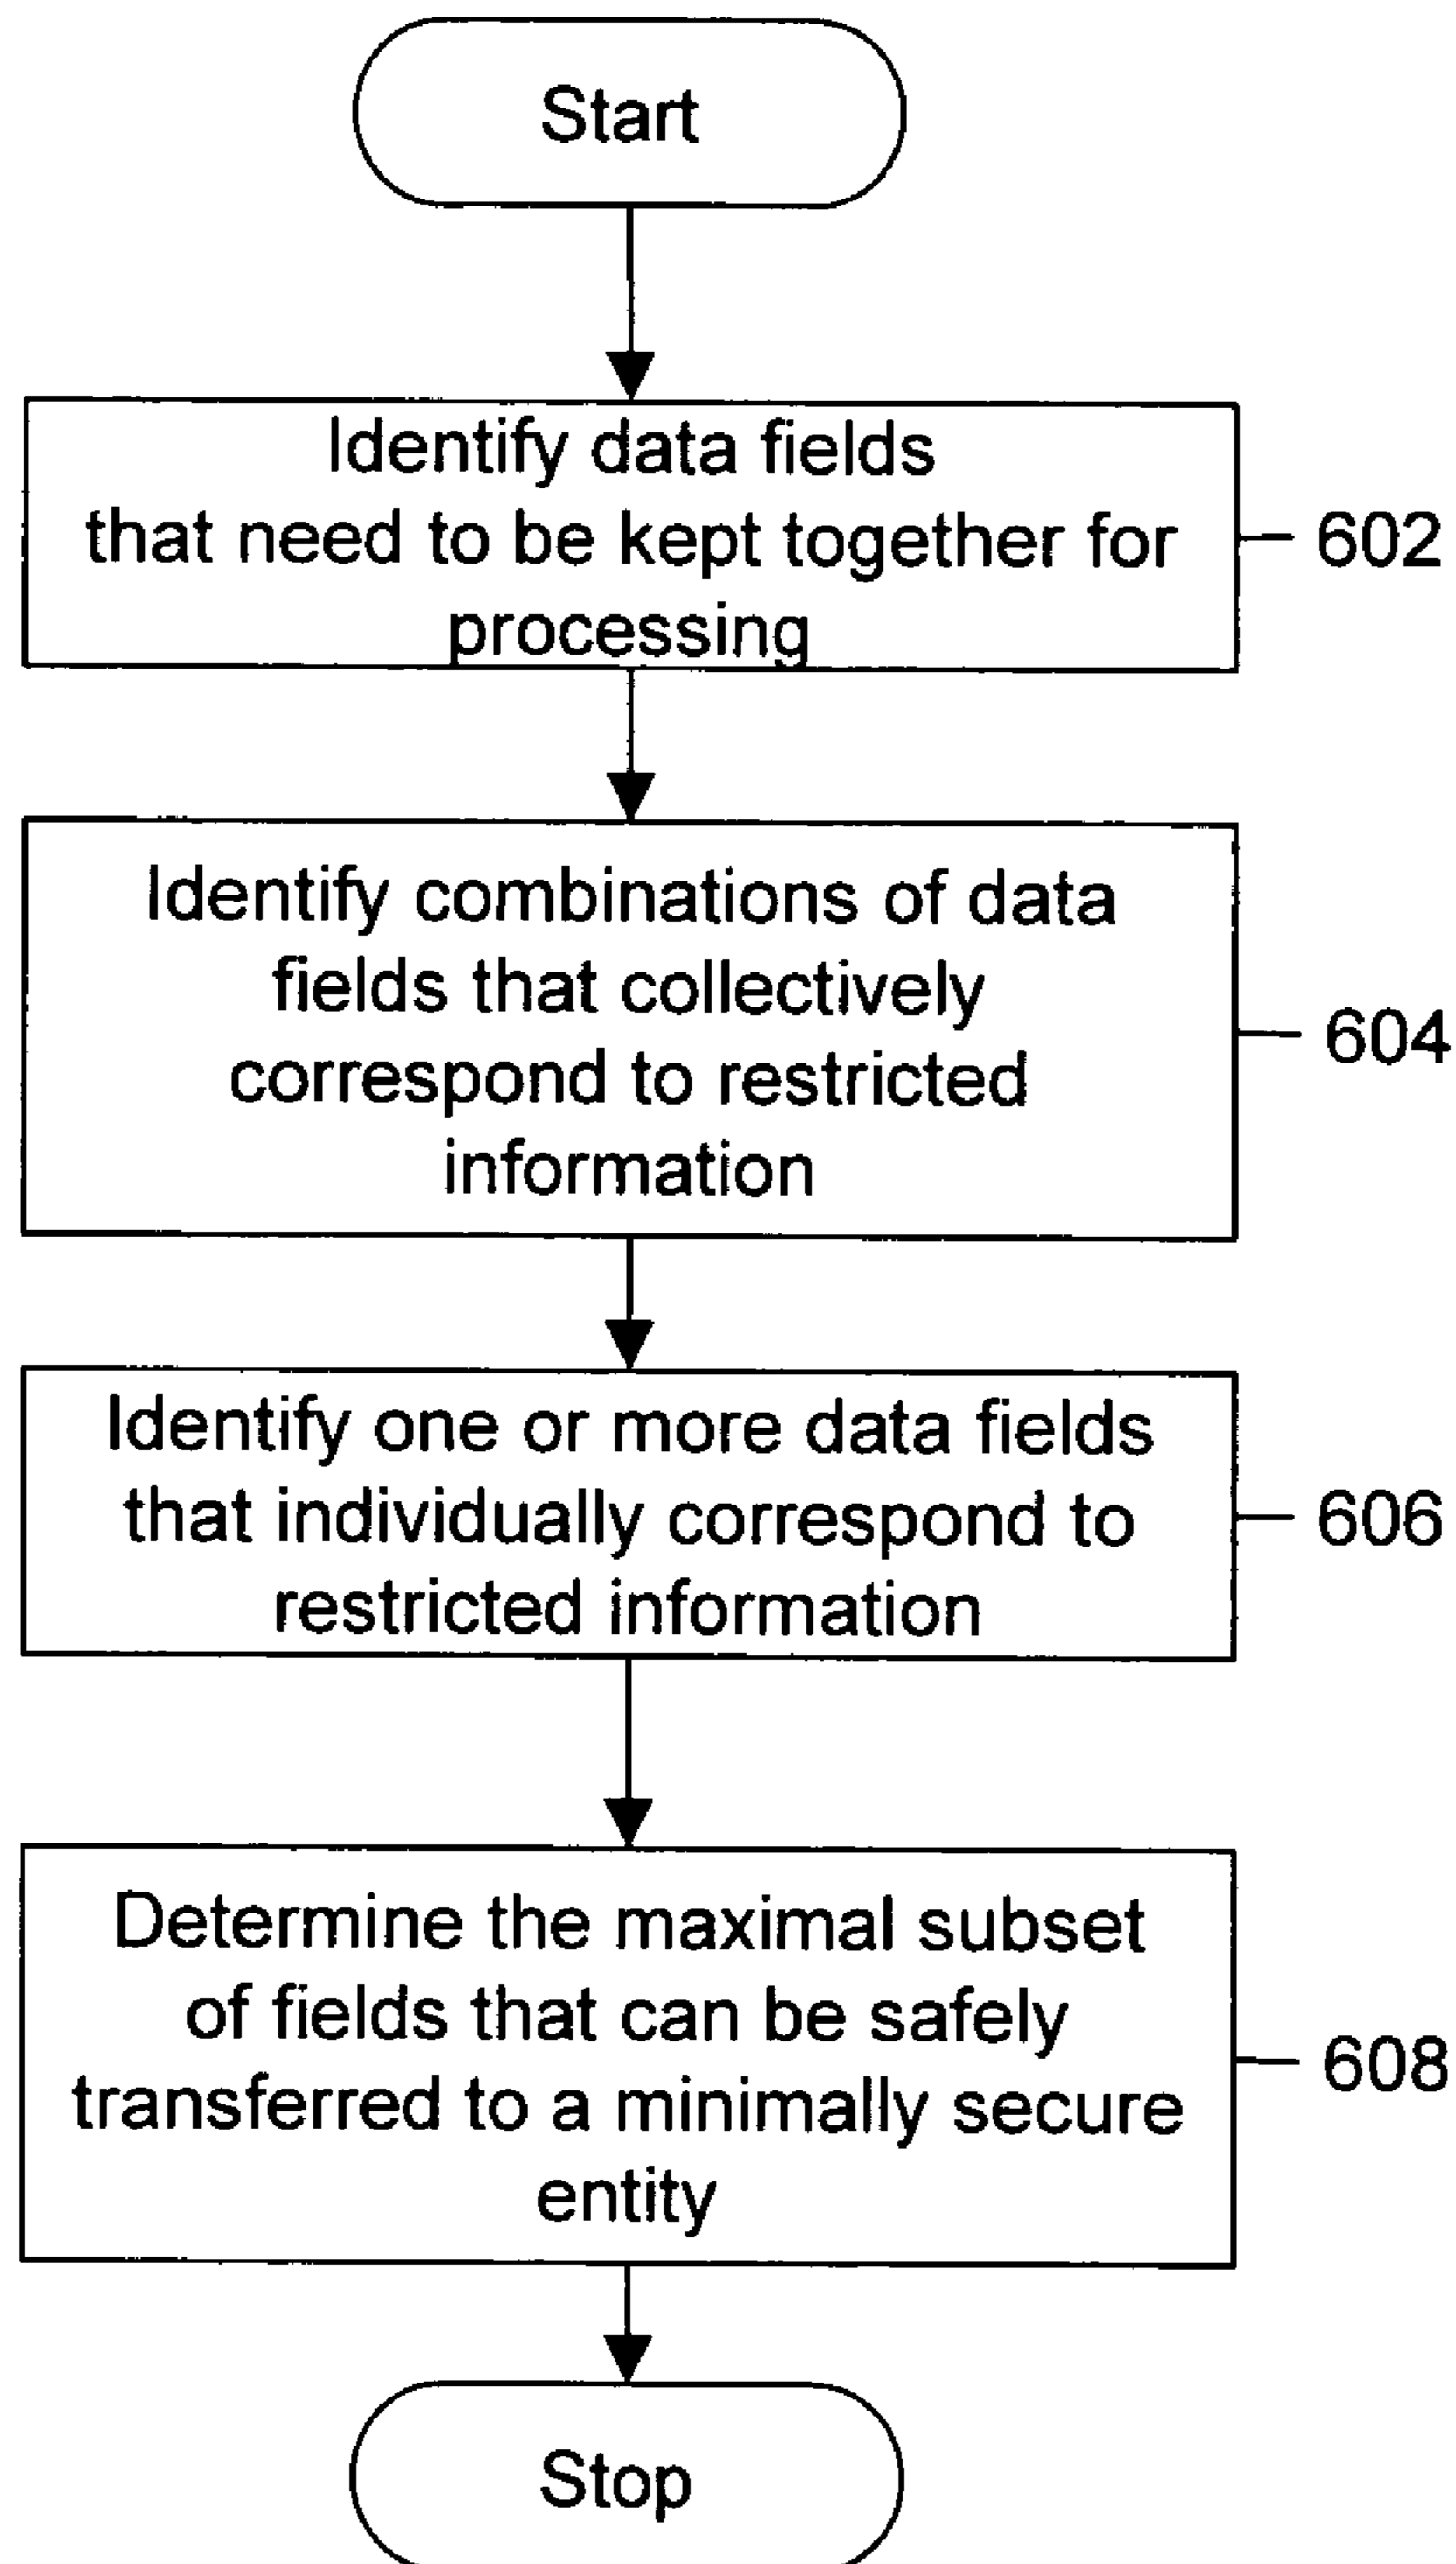 Start
Identify data fields
that need to be kept together for
processing
602
Identify combinations of data
fields that collectively
correspond to restricted
information
604
Identify one or more data fields
that individually correspond to
restricted information
606
Determine the maximal subset
of fields that can be safely
transferred to a minimally secure
entity
608
Stop